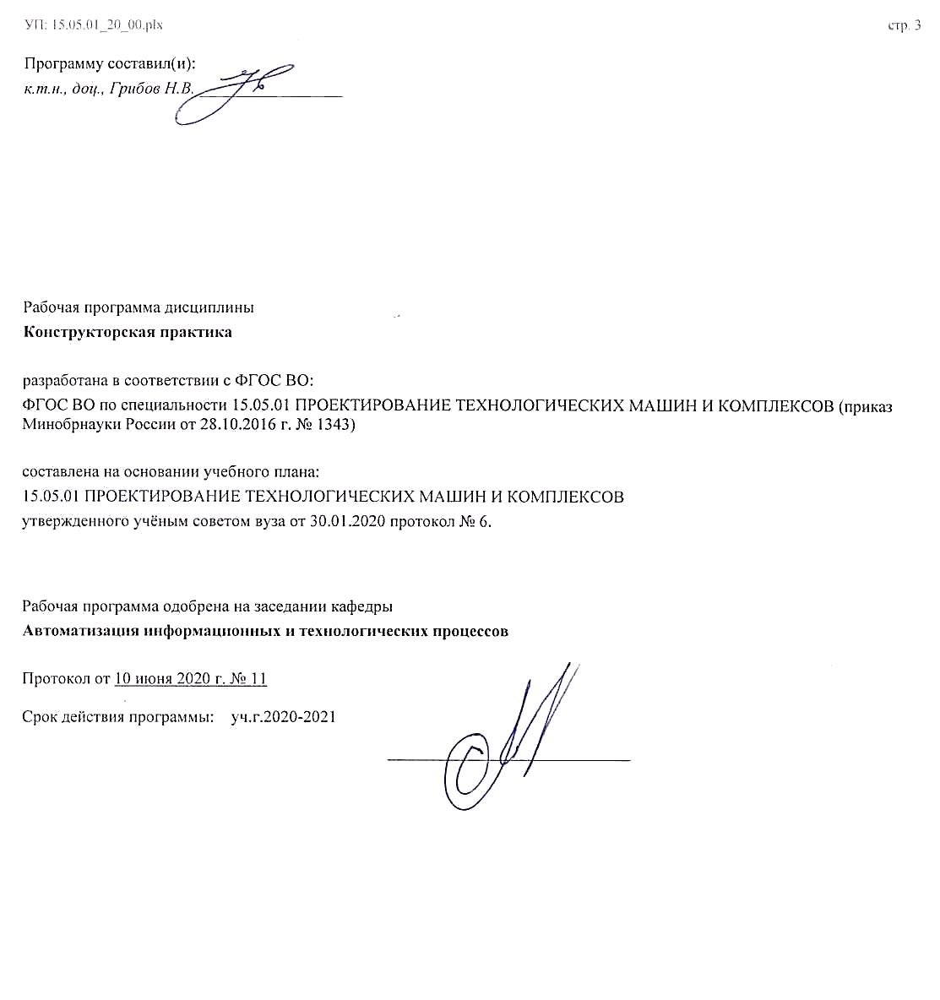 УП: 15.05.01_20_00.plx стр. 3
Программу составил(и):
к.т.н., доц., Грибов Н.В.
Рабочая программа дисциплины
Конструкторская практика
разработана в соответствии с ФГОС ВО:
ФГОС ВО по специальности 15.05.01 ПРОЕКТИРОВАНИЕ ТЕХНОЛОГИЧЕСКИХ МАШИН И КОМПЛЕКСОВ (приказ
Минобрнауки России от 28.10.2016 г. № 1343)
составлена на основании учебного плана:
15.05.01 ПРОЕКТИРОВАНИЕ ТЕХНОЛОГИЧЕСКИХ МАШИН И КОМПЛЕКСОВ
утвержденного учёным советом вуза от 30.01.2020 протокол № 6.
Рабочая программа одобрена на заседании кафедры
Автоматизация информационных и технологических процессов
Протокол от 10 июня 2020 г. № 11
Срок действия программы: уч.г.2020-2021